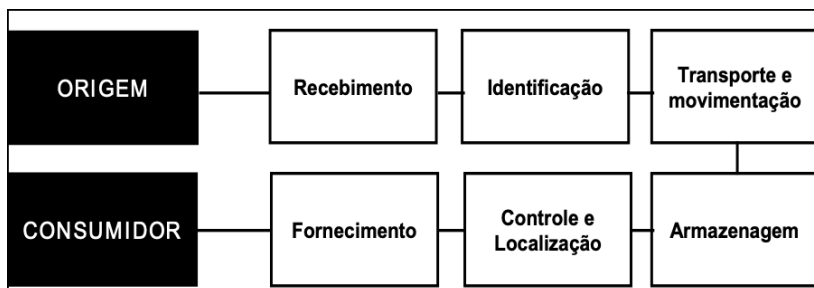 ORIGEM
Recebimento
Identificação
Transporte e
movimentação
CONSUMIDOR
Fornecimento
Controle e
Localização
Armazenagem